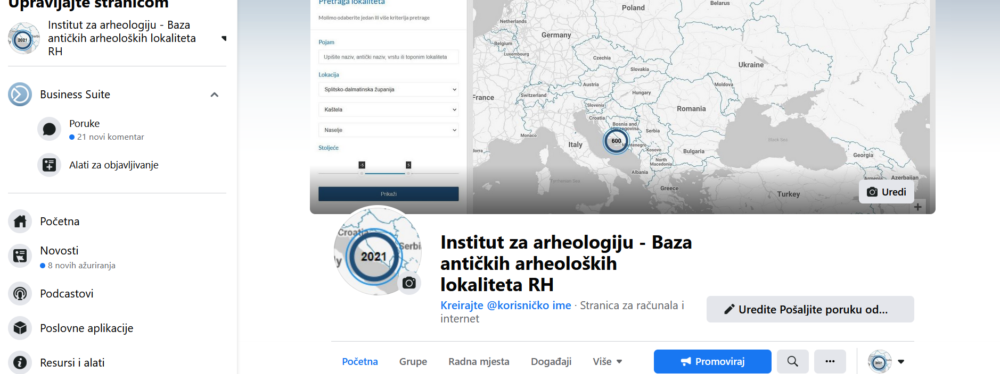 Upravljajte stranicom
Institut za arheologiju - Baza
antičkih arheoloških lokaliteta
RH
2021
Business Suite
Poruke
21 novi komentar
Alati za objavljivanje
Početna
Novosti
8 novih ažuriranja
Podcastovi
Poslovne aplikacije
Resursi i alati
Pretraga lokaliteta
Molimo odaberite jedan ili više kriterija pretrage
Pojam
Upišite naziv, antički naziv, vrstu ili toponim lokaliteta
Lokacija
Splitsko-dalmatinska županija
Kaštela
Naselje
Stoljeće
-5 5
Prikaži
Poland
Belarus
Netherlands
Germany
Belgium
Luxembourg
Czechia
Ukraine
Slovakia
Austria
Moldova
France
Switzerland
Hungary
Slovenia
Romania
Croatia
Bosnia and
Herzegovina
Serbia
Monaco
Italy
600
Montenegro
Kosovo
Bulgaria
Black Sea
Georgia
North
Macedonia
Albania
Tyrrhenian Sea
Armenia
Azerbaijan
Greece
Turkey
Uredi
+
Croatia
Serbi
2021
y
Institut za arheologiju - Baza
antičkih arheoloških
lokaliteta RH
Kreirajte @korisničko ime · Stranica za računala i
internet
Uredite Pošaljite poruku od...
Početna
Grupe
Radna mjesta
Događaji
Više
Promoviraj
2021